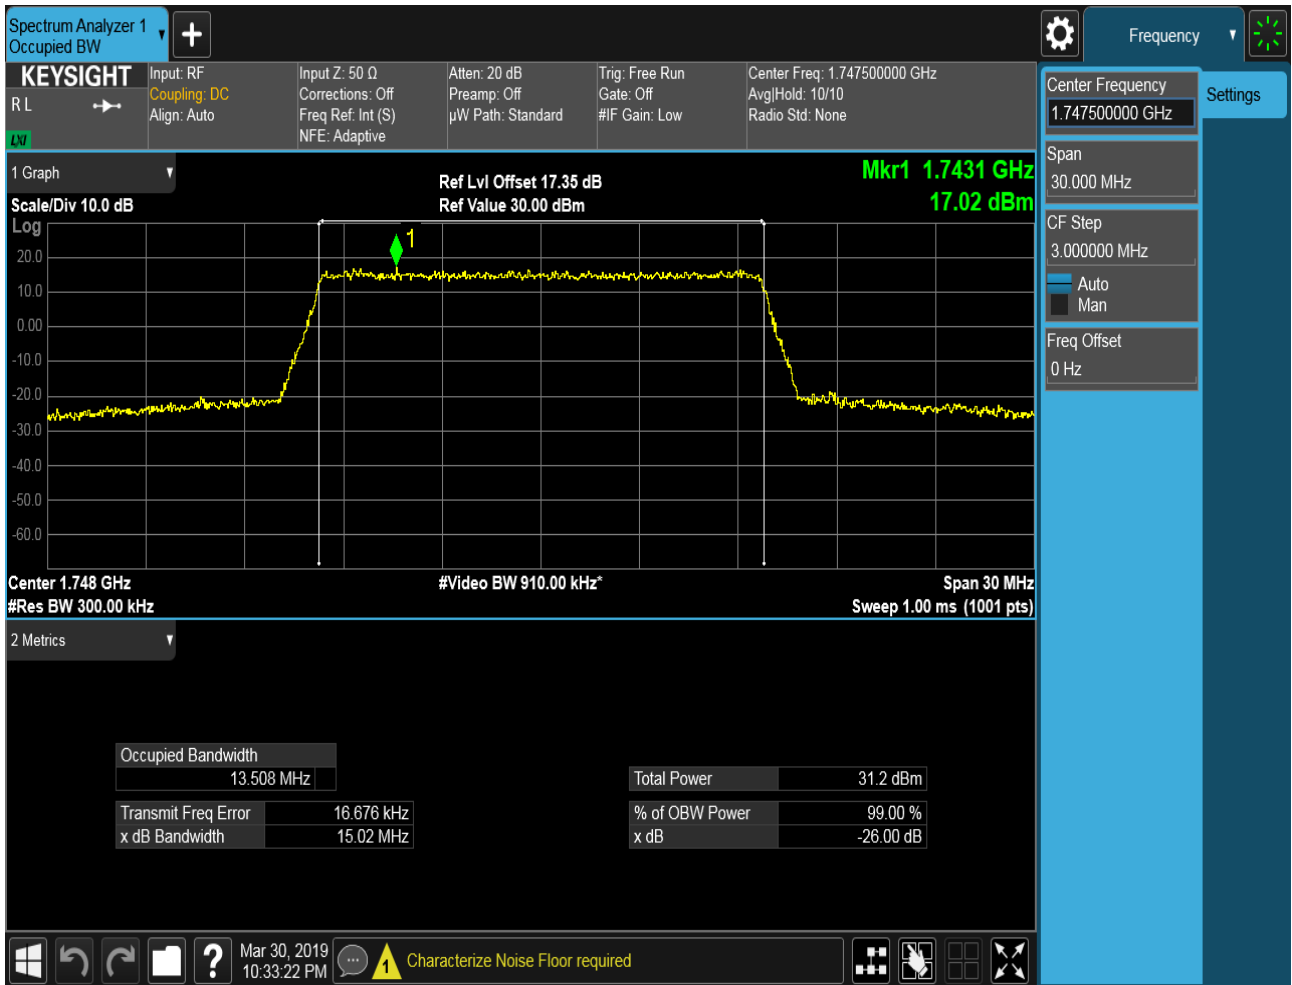 Spectrum Analyzer 1
Occupied BW
Frequency
KEYSIGHT
R L
LXI
Input: RF
Coupling: DC
Align: Auto
Input Z: 50 Ω
Corrections: Off
Freq Ref: Int (S)
NFE: Adaptive
Atten: 20 dB
Preamp: Off
µW Path: Standard
Trig: Free Run
Gate: Off
#IF Gain: Low
Center Freq: 1.747500000 GHz
Avg|Hold: 10/10
Radio Std: None
Center Frequency
1.747500000 GHz
Settings
Span
30.000 MHz
CF Step
3.000000 MHz
Auto
Man
Freq Offset
0 Hz
1 Graph
Scale/Div 10.0 dB
Ref Lvl Offset 17.35 dB
Ref Value 30.00 dBm
Mkr1 1.7431 GHz
17.02 dBm
Log
1
20.0
10.0
0.00
-10.0
-20.0
-30.0
-40.0
-50.0
-60.0
Center 1.748 GHz
#Res BW 300.00 kHz
#Video BW 910.00 kHz*
Span 30 MHz
Sweep 1.00 ms (1001 pts)
2 Metrics
Occupied Bandwidth
13.508 MHz
Transmit Freq Error 16.676 kHz
x dB Bandwidth 15.02 MHz
Total Power 31.2 dBm
% of OBW Power 99.00 %
x dB -26.00 dB
?
Mar 30, 2019
10:33:22 PM
1
Characterize Noise Floor required